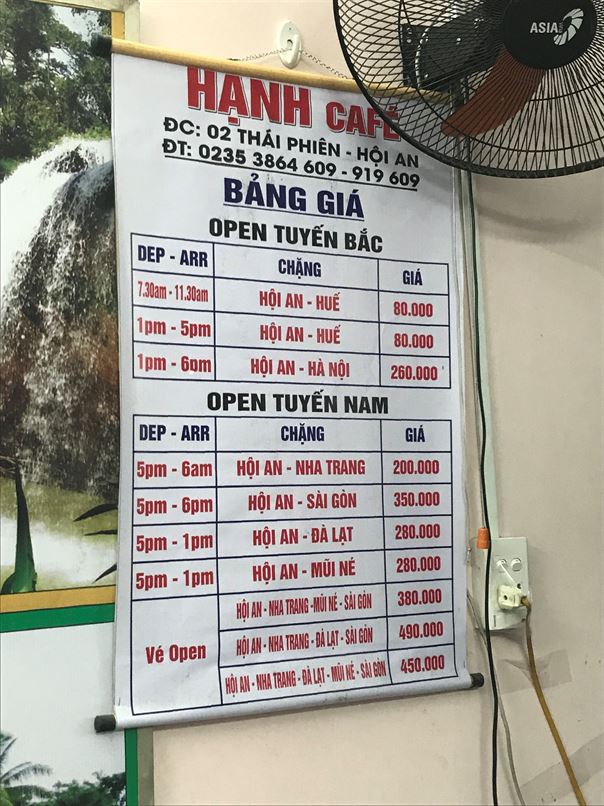 ASIA
HẠNH CAFÉ
ĐC: 02 THÁI PHIÊN - HỘI AN
ĐT: 0235 3864 609 - 919 609
BẢNG GIÁ
OPEN TUYẾN BẮC
DEP - ARR CHẶNG GIÁ
7.30am - 11.30am HỘI AN - HUẾ 80.000
1pm - 5pm HỘI AN - HUẾ 80.000
1pm - 6am HỘI AN - HÀ NỘI 260.000
OPEN TUYẾN NAM
DEP - ARR CHẶNG GIÁ
5pm - 6am HỘI AN - NHA TRANG 200.000
5pm - 6pm HỘI AN - SÀI GÒN 350.000
5pm - 1pm HỘI AN - ĐÀ LẠT 280.000
5pm - 1pm HỘI AN - MŨI NÉ 280.000
Vé Open
HỘI AN - NHA TRANG -MŨI NÉ - SÀI GÒN 380.000
HỘI AN - NHA TRANG - ĐÀ LẠT - SÀI GÒN 490.000
HỘI AN - NHA TRANG - ĐÀ LẠT - MŨI NÉ - SÀI GÒN 450.000